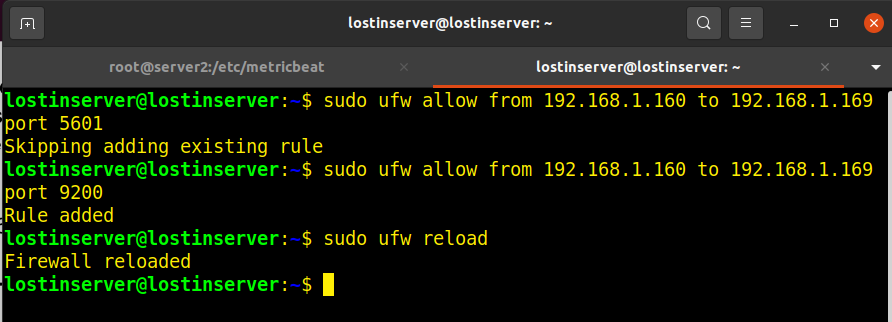 lostinserver@lostinserver: ~
root@server2:/etc/metricbeat
lostinserver@lostinserver: ~
lostinserver@lostinserver:~$ sudo ufw allow from 192.168.1.160 to 192.168.1.169
port 5601
Skipping adding existing rule
lostinserver@lostinserver:~$ sudo ufw allow from 192.168.1.160 to 192.168.1.169
port 9200
Rule added
lostinserver@lostinserver:~$ sudo ufw reload
Firewall reloaded
lostinserver@lostinserver:~$